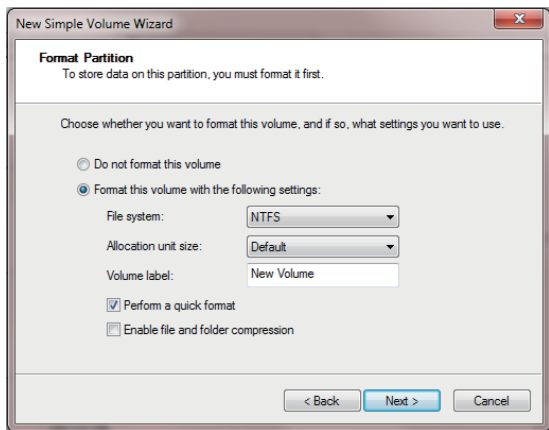 New Simple Volume Wizard
Format Partition
To store data on this partition, you must format it first.
Choose whether you want to format this volume, and if so, what settings you want to use.
Do not format this volume
Format this volume with the following settings:
File system: NTFS
Allocation unit size: Default
Volume label: New Volume
Perform a quick format
Enable file and folder compression
< Back Next > Cancel